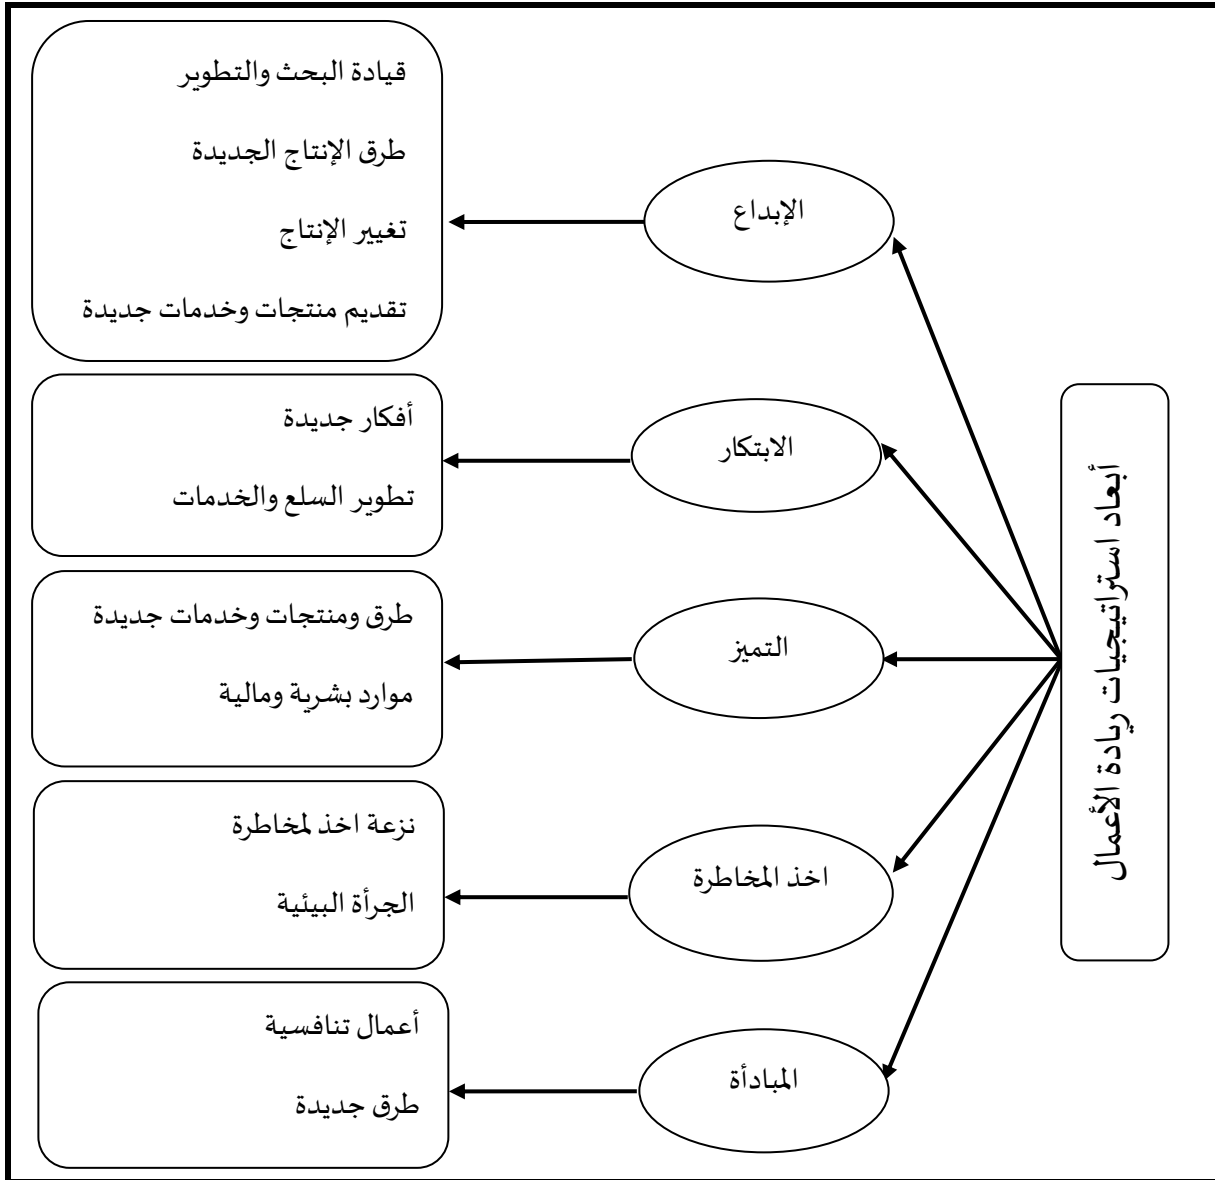 أبعاد استراتيجيات ريادة الأعمال
الإبداع
قيادة البحث والتطوير
طرق الإنتاج الجديدة
تغيير الإنتاج
تقديم منتجات وخدمات جديدة
الابتكار
أفكار جديدة
تطوير السلع والخدمات
التميز
طرق ومنتجات وخدمات جديدة
موارد بشرية ومالية
اخذ المخاطرة
نزعة اخذ لمخاطرة
الجرأة البيئية
المبادأة
أعمال تنافسية
طرق جديدة